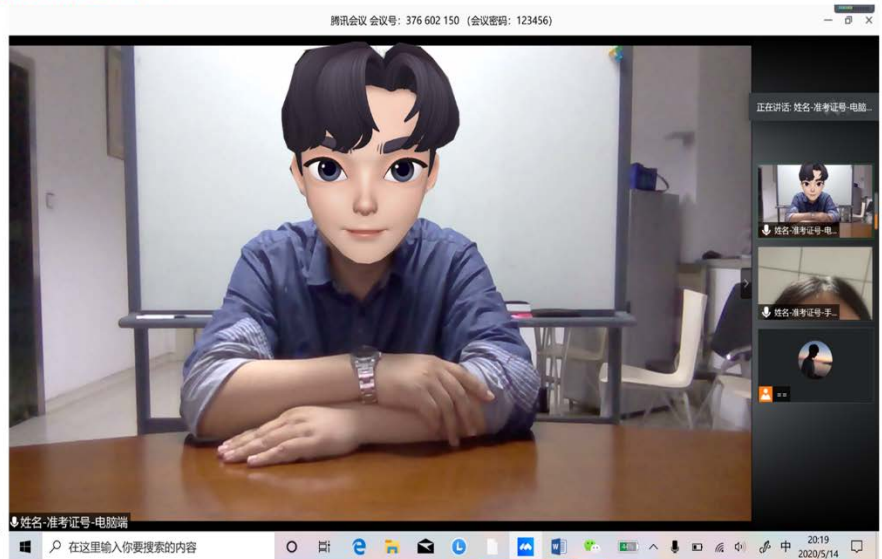 腾讯会议 会议号：376 602 150 （会议密码：123456）
正在讲话: 姓名-准考证号-电脑...
姓名-准考证号-电...
姓名-准考证号-手...
==
姓名-准考证号-电脑端
在这里输入你要搜索的内容
中
20:19
2020/5/14